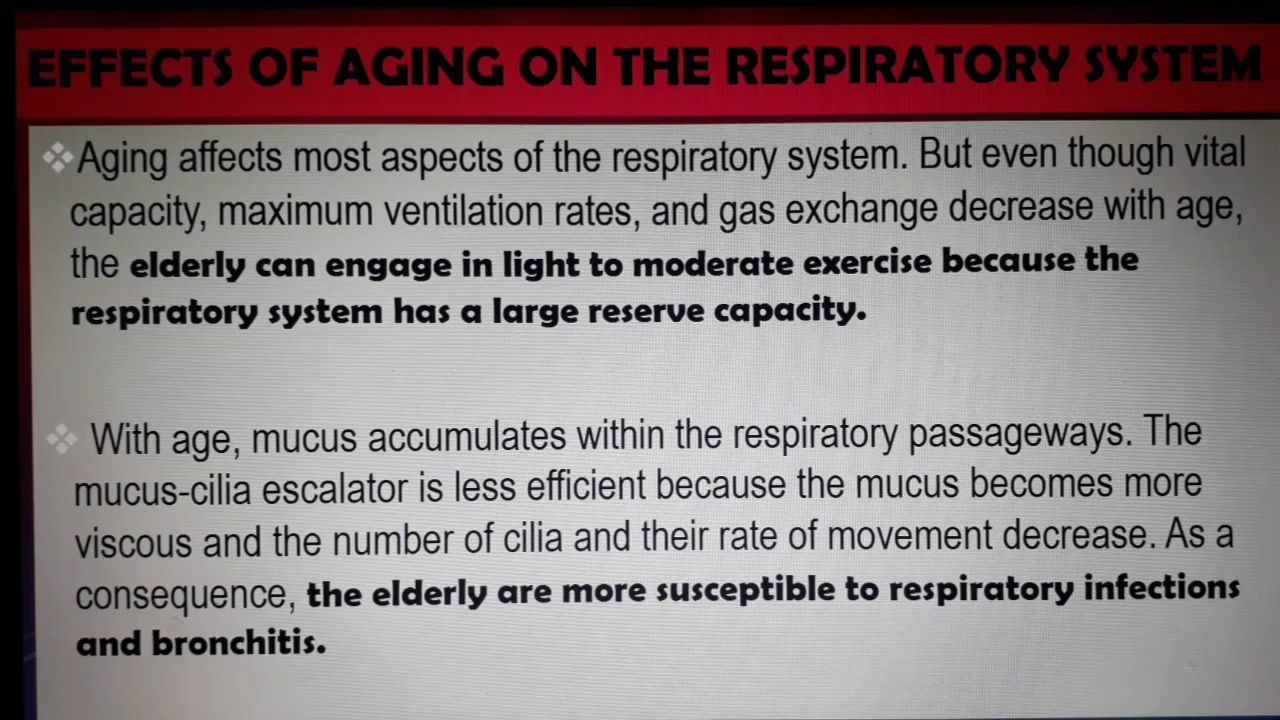 EFFECTS OF AGING ON THE RESPIRATORY SYSTEM
Aging affects most aspects of the respiratory system. But even though vital
capacity, maximum ventilation rates, and gas exchange decrease with age,
the elderly can engage in light to moderate exercise because the
respiratory system has a large reserve capacity.
With age, mucus accumulates within the respiratory passageways. The
mucus-cilia escalator is less efficient because the mucus becomes more
viscous and the number of cilia and their rate of movement decrease. As a
consequence, the elderly are more susceptible to respiratory infections
and bronchitis.